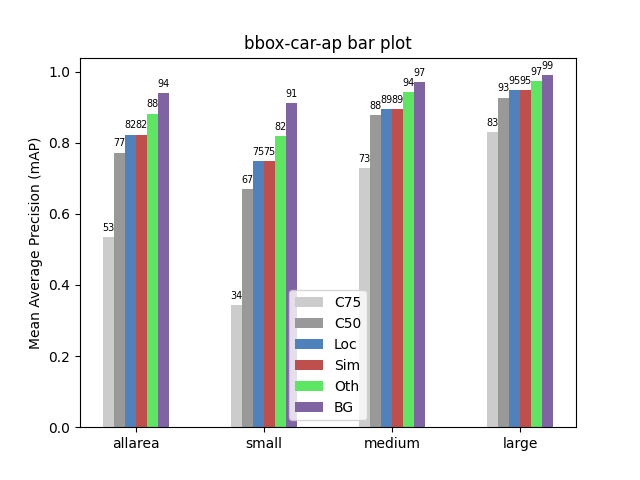 bbox-car-ap bar plot
Mean Average Precision (mAP)
1.0
0.8
0.6
0.4
0.2
0.0
53
77
82
82
88
94
34
67
75
75
82
91
73
88
89
89
94
97
83
93
95
95
97
99
C75
C50
Loc
Sim
Oth
BG
allarea
small
medium
large